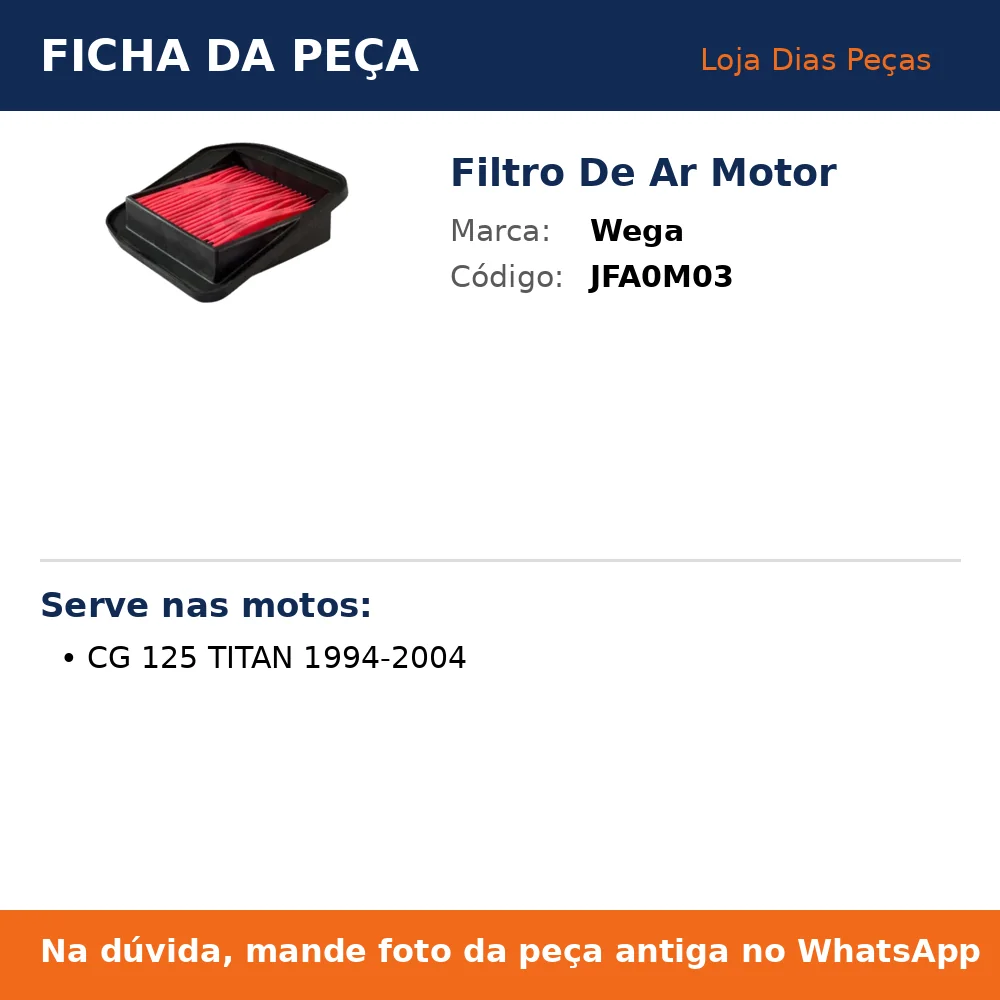 FICHA DA PEÇA
Loja Dias Peças
Filtro De Ar Motor
Marca: Wega
Código: JFA0M03
Serve nas motos:
• CG 125 TITAN 1994-2004
Na dúvida, mande foto da peça antiga no WhatsApp